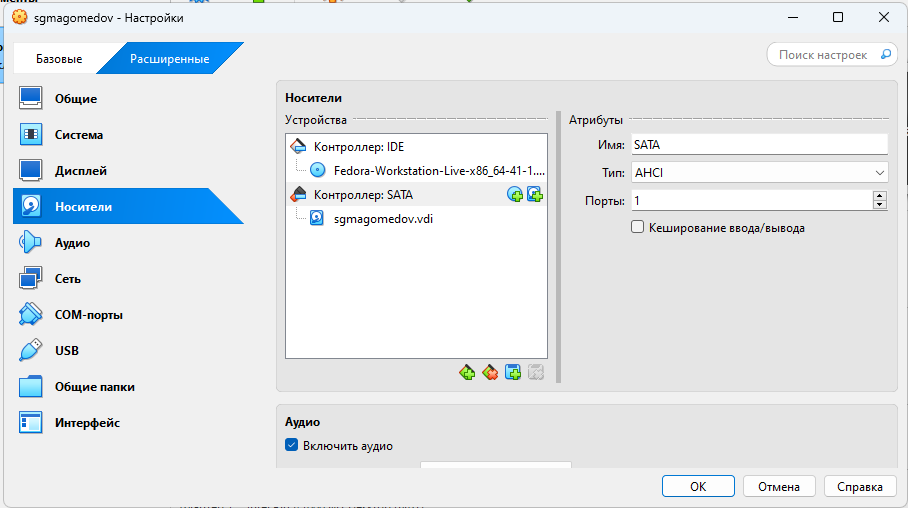 sgmagomedov - Настройки
Базовые
Расширенные
Поиск настроек
Общие
Система
Дисплей
Носители
Аудио
Сеть
COM-порты
USB
Общие папки
Интерфейс
Носители
Устройства
Контроллер: IDE
Fedora-Workstation-Live-x86_64-41-1....
Контроллер: SATA
sgmagomedov.vdi
Атрибуты
Имя: SATA
Тип: AHCI
Порты: 1
Кеширование ввода/вывода
Аудио
Включить аудио
OK
Отмена
Справка